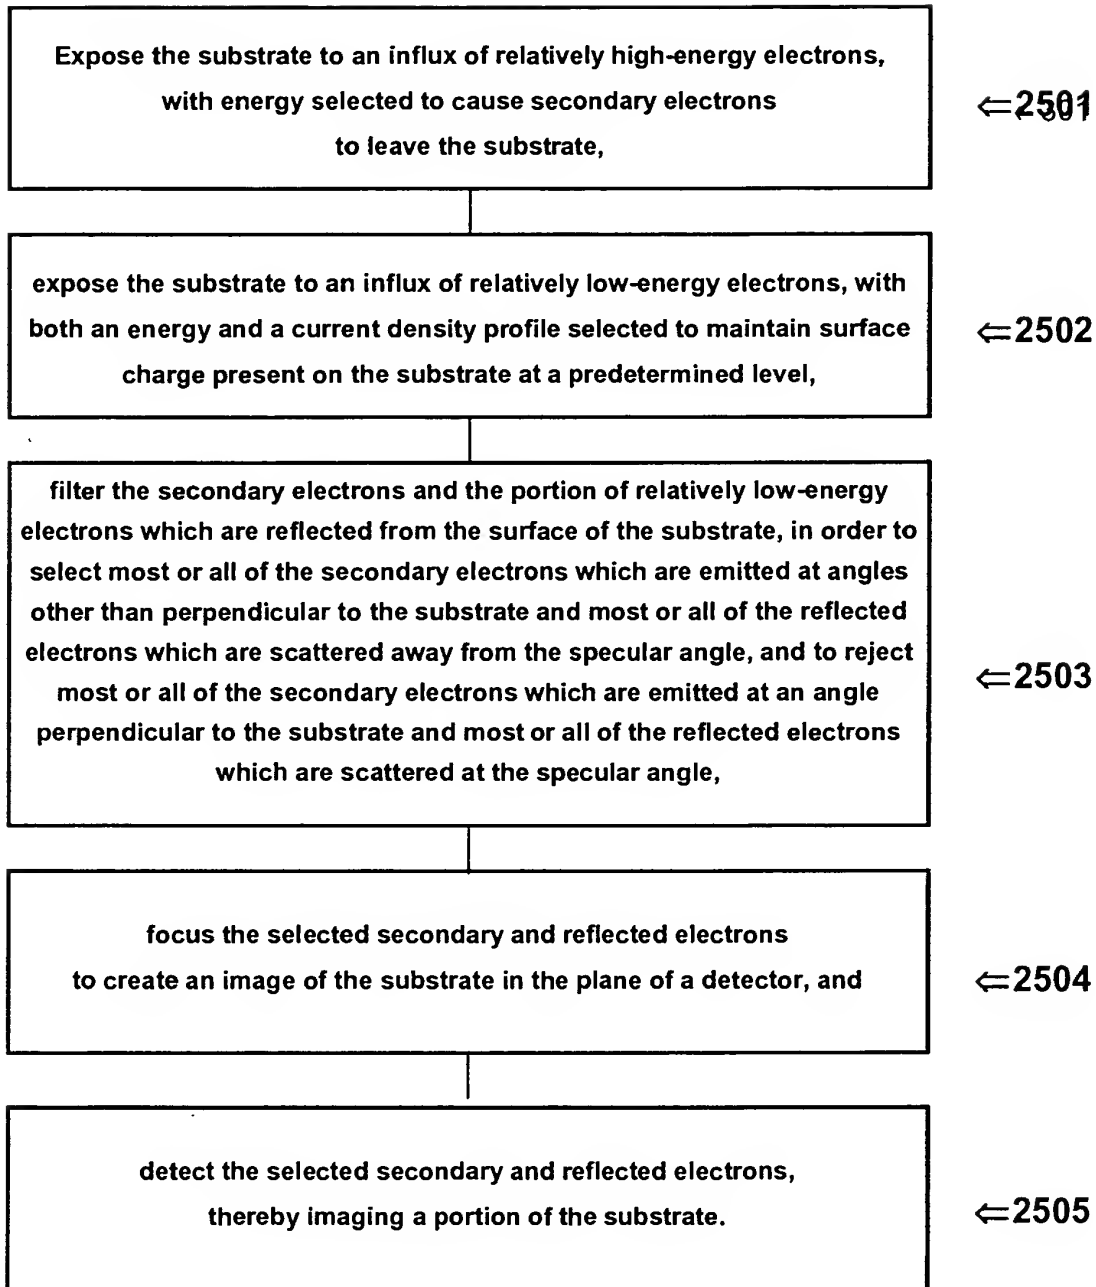 Expose the substrate to an influx of relatively high-energy electrons,
with energy selected to cause secondary electrons
to leave the substrate,
⇐2501
expose the substrate to an influx of relatively low-energy electrons, with
both an energy and a current density profile selected to maintain surface
charge present on the substrate at a predetermined level,
⇐2502
filter the secondary electrons and the portion of relatively low-energy
electrons which are reflected from the surface of the substrate, in order to
select most or all of the secondary electrons which are emitted at angles
other than perpendicular to the substrate and most or all of the reflected
electrons which are scattered away from the specular angle, and to reject
most or all of the secondary electrons which are emitted at an angle
perpendicular to the substrate and most or all of the reflected electrons
which are scattered at the specular angle,
⇐2503
focus the selected secondary and reflected electrons
to create an image of the substrate in the plane of a detector, and
⇐2504
detect the selected secondary and reflected electrons,
thereby imaging a portion of the substrate.
⇐2505